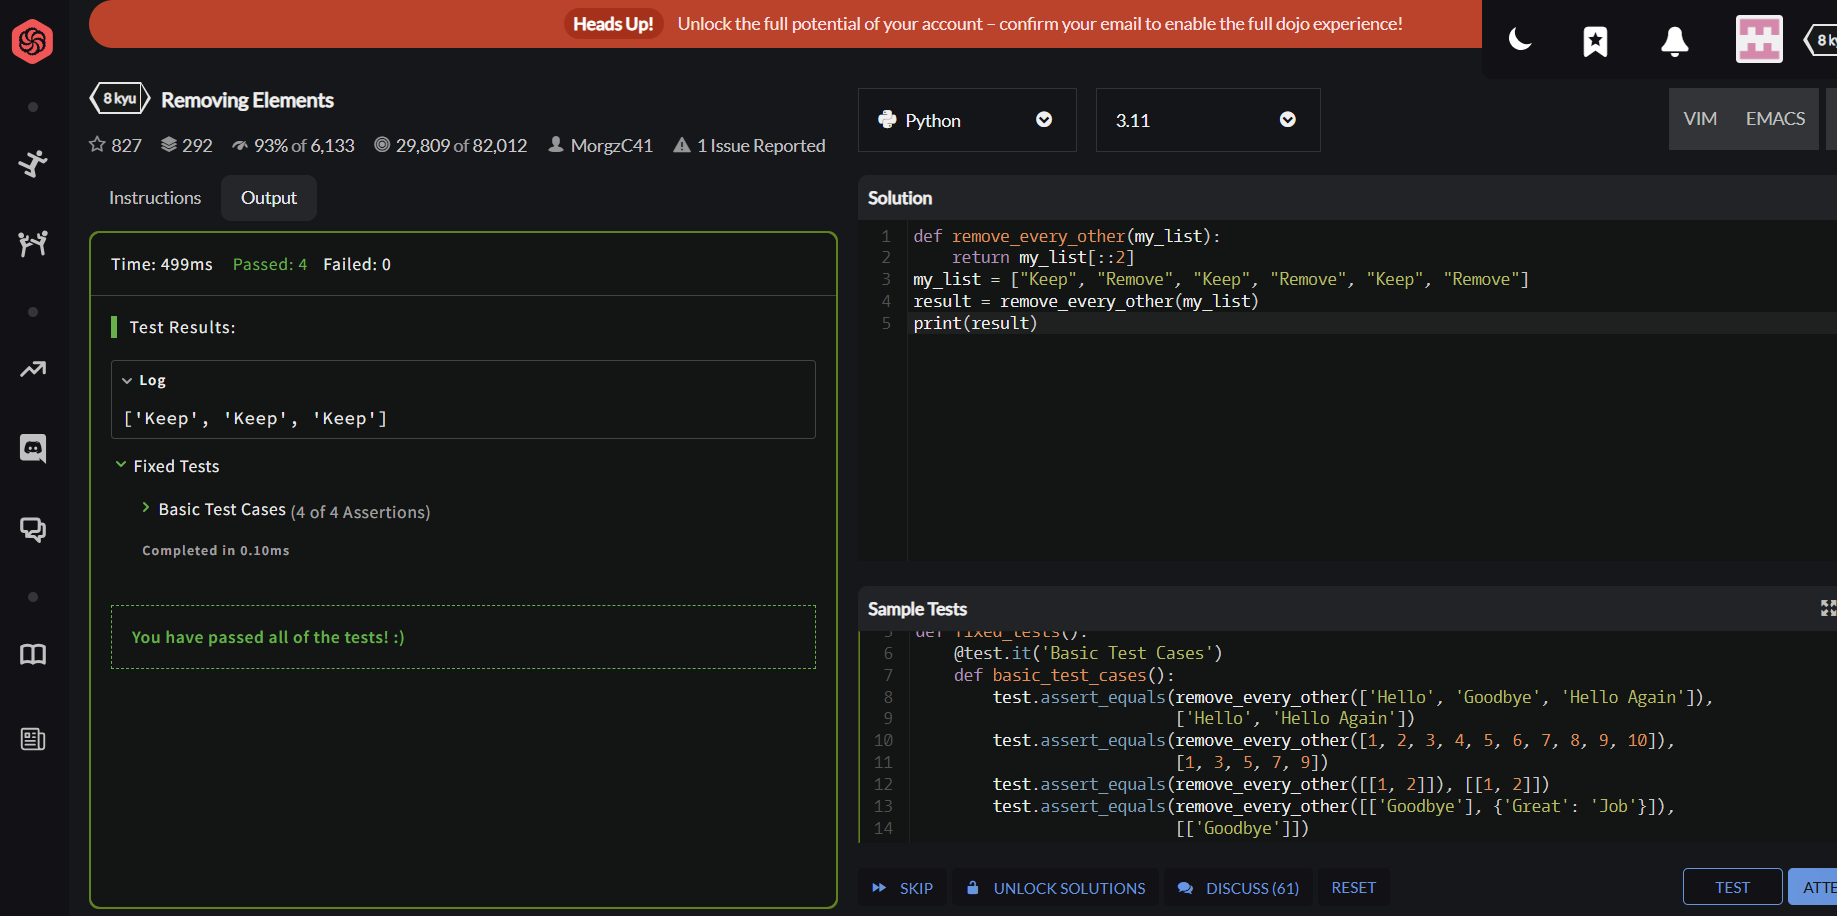 Heads Up! Unlock the full potential of your account – confirm your email to enable the full dojo experience!
8 kyu Removing Elements
827 292 93% of 6,133 29,809 of 82,012 MorgzC41 1 Issue Reported
Instructions Output
Time: 499ms Passed: 4 Failed: 0
Test Results:
Log
['Keep', 'Keep', 'Keep']
Fixed Tests
Basic Test Cases (4 of 4 Assertions)
Completed in 0.10ms
You have passed all of the tests! :)
Python 3.11 VIM EMACS
Solution
1 def remove_every_other(my_list):
2 return my_list[::2]
3 my_list = ["Keep", "Remove", "Keep", "Remove", "Keep", "Remove"]
4 result = remove_every_other(my_list)
5 print(result)
Sample Tests
5 def fixed_tests():
6 @test.it('Basic Test Cases')
7 def basic_test_cases():
8 test.assert_equals(remove_every_other(['Hello', 'Goodbye', 'Hello Again']),
9 ['Hello', 'Hello Again'])
10 test.assert_equals(remove_every_other([1, 2, 3, 4, 5, 6, 7, 8, 9, 10]),
11 [1, 3, 5, 7, 9])
12 test.assert_equals(remove_every_other([[1, 2]]), [[1, 2]])
13 test.assert_equals(remove_every_other([['Goodbye'], {'Great': 'Job'}]),
14 [['Goodbye']])
SKIP UNLOCK SOLUTIONS DISCUSS (61) RESET TEST